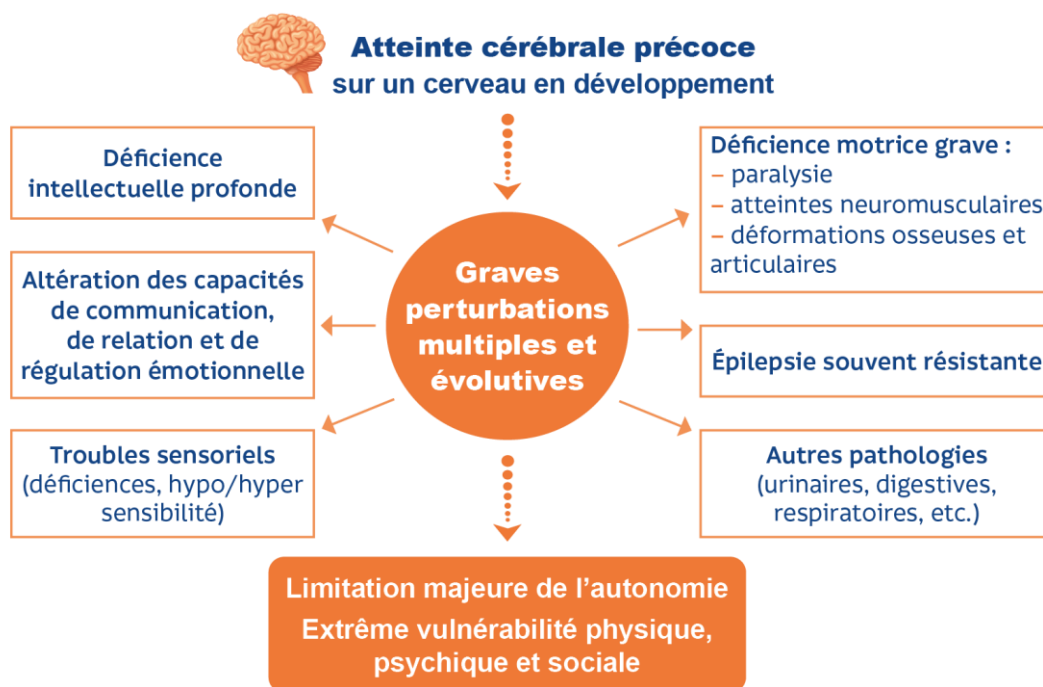 Atteinte cérébrale précoce
sur un cerveau en développement
Déficience
intellectuelle profonde
Altération des capacités
de communication,
de relation et de
régulation émotionnelle
Troubles sensoriels
(déficiences, hypo/hyper
sensibilité)
Graves
perturbations
multiples et
évolutives
Déficience motrice grave :
– paralysie
– atteintes neuromusculaires
– déformations osseuses et
articulaires
Épilepsie souvent résistante
Autres pathologies
(urinaires, digestives,
respiratoires, etc.)
Limitation majeure de l’autonomie
Extrême vulnérabilité physique,
psychique et sociale